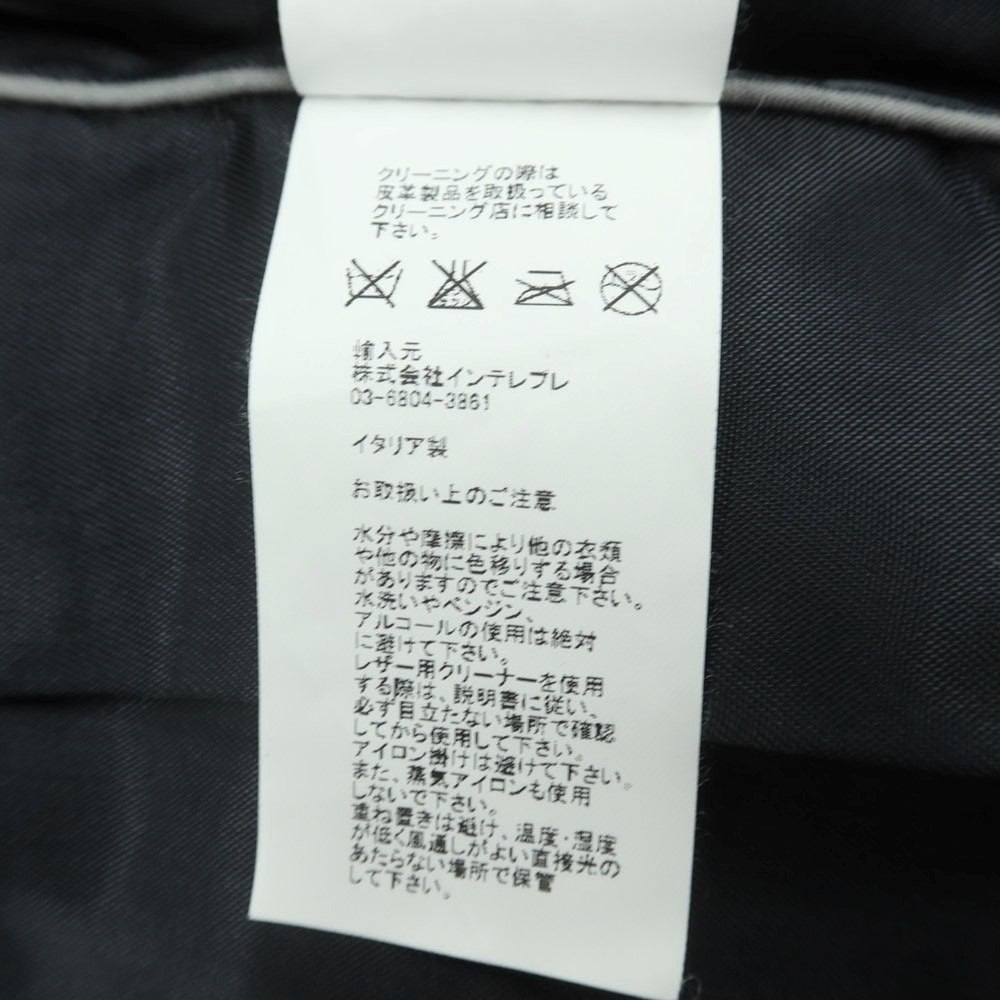 クリーニングの際は
皮革製品を取扱っている
クリーニング店に相談して
下さい。
輸入元
株式会社インテレプレ
03-6804-3861
イタリア製
お取扱い上のご注意
水分や摩擦により他の衣類
や他の物に色移りする場合
がありますのでご注意下さい。
水洗いやベンジン、
アルコールの使用は絶対
に避けて下さい。
レザー用クリーナーを使用
する際は、説明書に従い、
必ず目立たない場所で確認
してから使用して下さい。
アイロン掛けは避けて下さい。
また、蒸気アイロンも使用
しないで下さい。
重ね置きは避け、温度・湿度
が低く風通しがよい直接光の
あたらない場所で保管
して下さい。